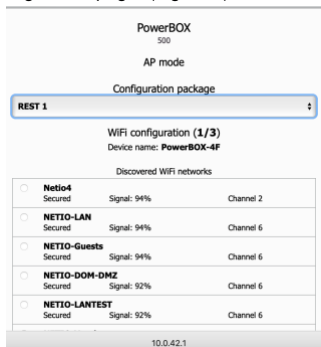 PowerBOX
500
AP mode
Configuration package
REST 1
WiFi configuration (1/3)
Device name: PowerBOX-4F
Discovered WiFi networks
Netio4
Secured Signal: 94% Channel 2
NETIO-LAN
Secured Signal: 94% Channel 6
NETIO-Guests
Secured Signal: 94% Channel 6
NETIO-DOM-DMZ
Secured Signal: 92% Channel 6
NETIO-LANTEST
Secured Signal: 92% Channel 6
10.0.42.1